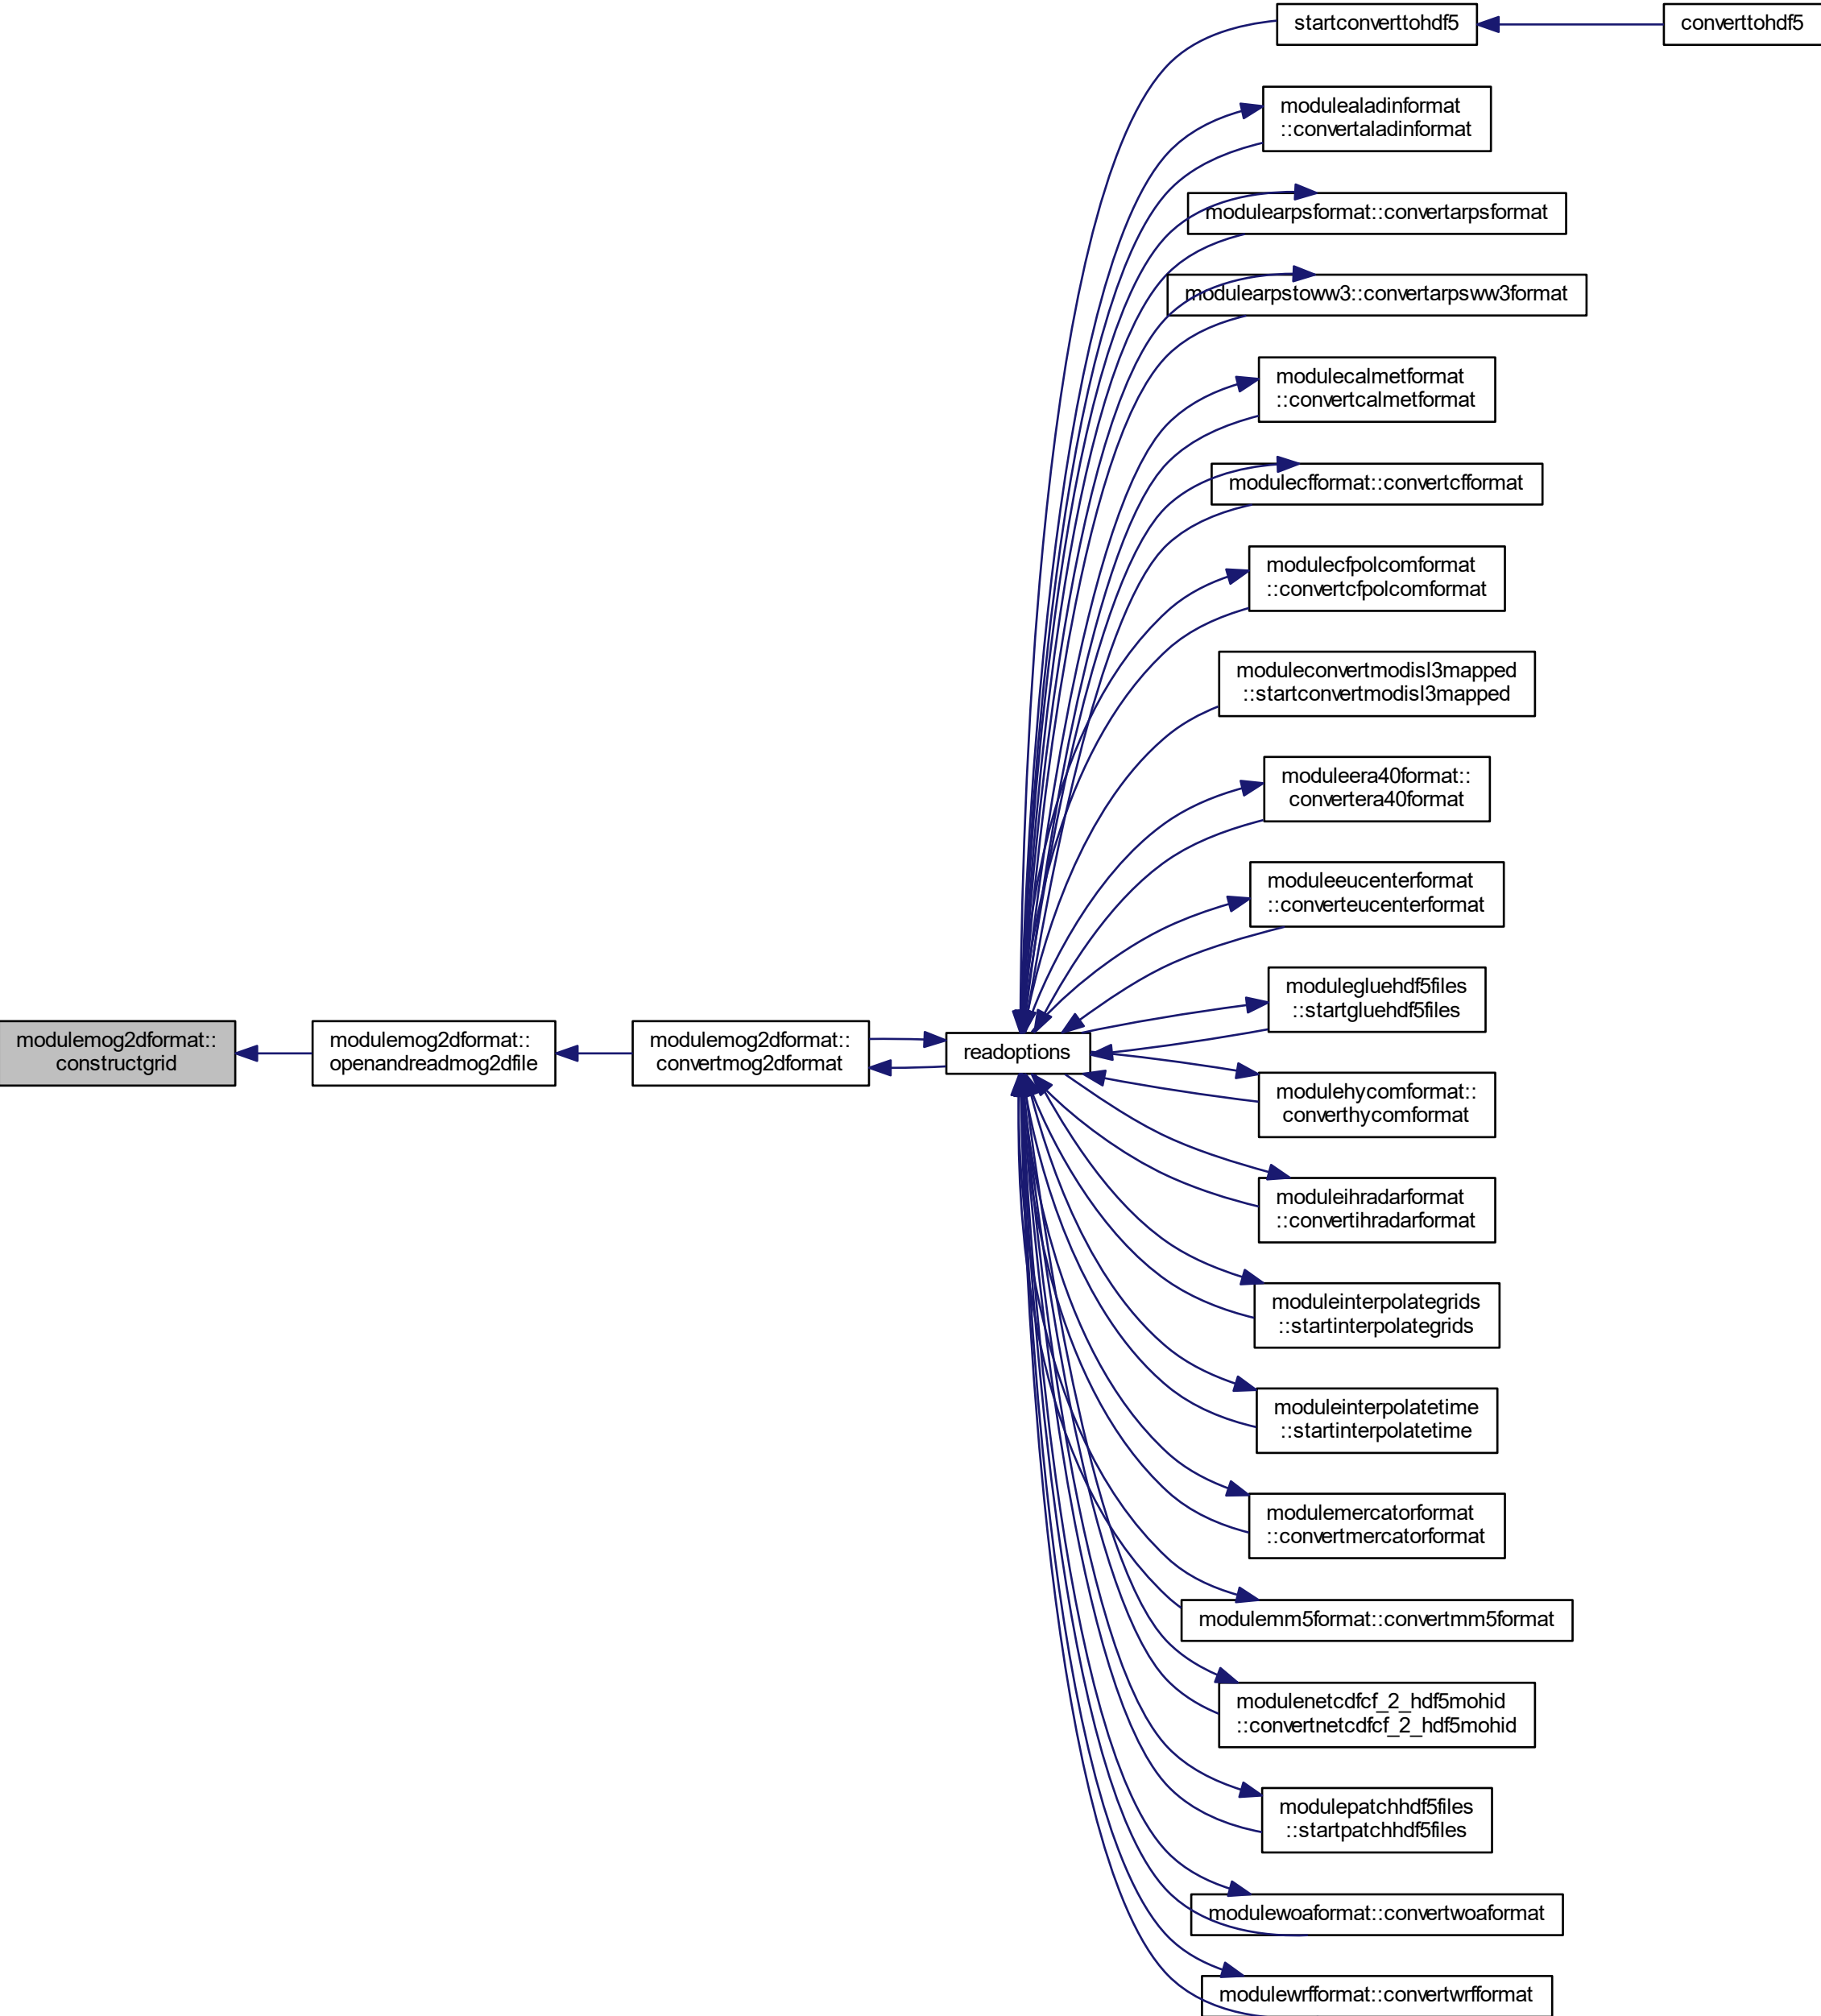 startconverttohdf5
converttohdf5
modulealadinformat
::convertaladinformat
modulearpsformat::convertarpsformat
modulearpstoww3::convertarpsww3format
modulecalmetformat
::convertcalmetformat
modulecfformat::convertcfformat
modulecfpolcomformat
::convertcfpolcomformat
moduleconvertmodisl3mapped
::startconvertmodisl3mapped
moduleera40format::
convertera40format
moduleeucenterformat
::converteucenterformat
modulegluehdf5files
::startgluehdf5files
modulemog2dformat::
constructgrid
modulemog2dformat::
openandreadmog2dfile
modulemog2dformat::
convertmog2dformat
readoptions
modulehycomformat::
converthycomformat
moduleihradarformat
::convertihradarformat
moduleinterpolategrids
::startinterpolategrids
moduleinterpolatetime
::startinterpolatetime
modulemercatorformat
::convertmercatorformat
modulemm5format::convertmm5format
modulenetcdfcf_2_hdf5mohid
::convertnetcdfcf_2_hdf5mohid
modulepatchhdf5files
::startpatchhdf5files
modulewoaformat::convertwoaformat
modulewrfformat::convertwrfformat